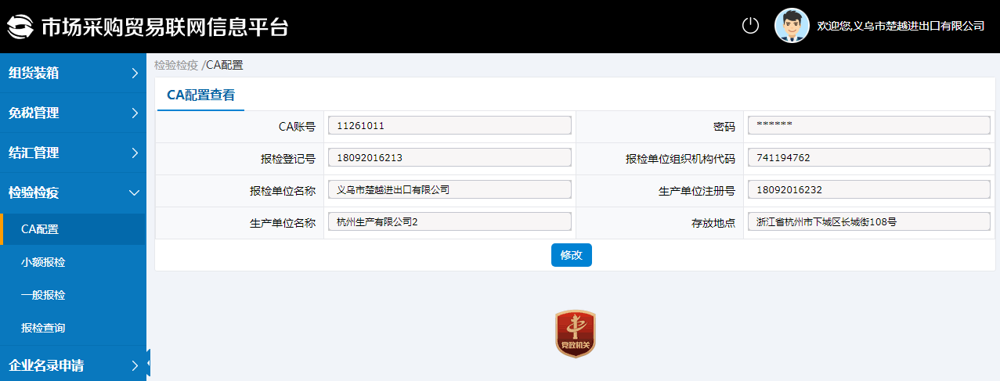 市场采购贸易联网信息平台
欢迎您,义乌市楚越进出口有限公司
组货装箱
免税管理
结汇管理
检验检疫
CA配置
小额报检
一般报检
报检查询
企业名录申请
检验检疫 /CA配置
CA配置查看
CA账号 11261011 密码 ******
报检登记号 18092016213 报检单位组织机构代码 741194762
报检单位名称 义乌市楚越进出口有限公司 生产单位注册号 18092016232
生产单位名称 杭州生产有限公司2 存放地点 浙江省杭州市下城区长城街108号
修改
党政机关